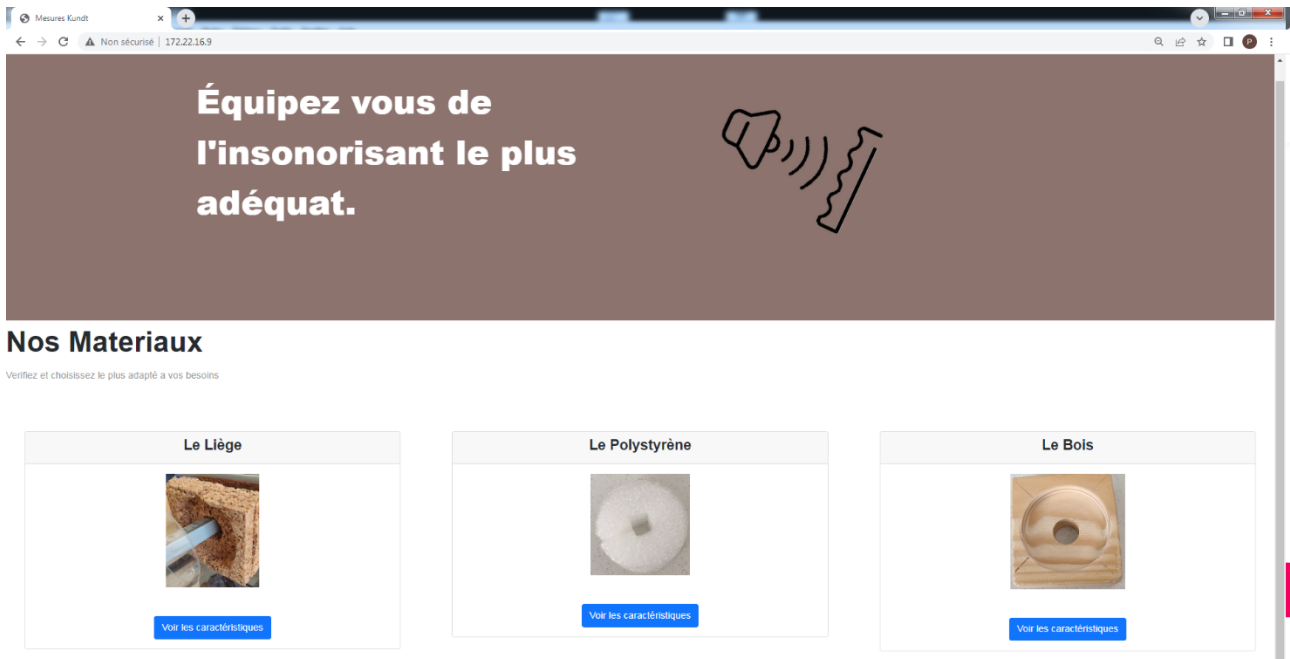 Mesures Kundt
Non sécurisé | 172.22.16.9
P
Équipez vous de
l'insonorisant le plus
adéquat.
Nos Materiaux
Verifiez et choisissez le plus adapté a vos besoins
Le Liège
Le Polystyrène
Le Bois
Voir les caractéristiques
Voir les caractéristiques
Voir les caractéristiques